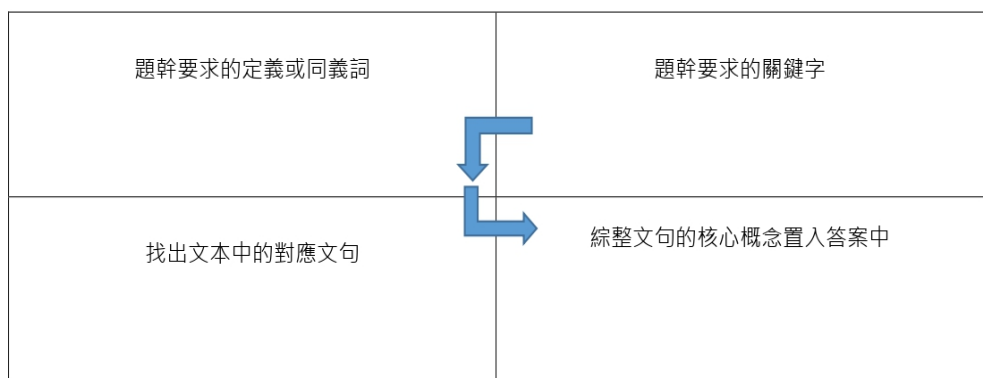 題幹要求的定義或同義詞
題幹要求的關鍵字
找出文本中的對應文句
綜整文句的核心概念置入答案中